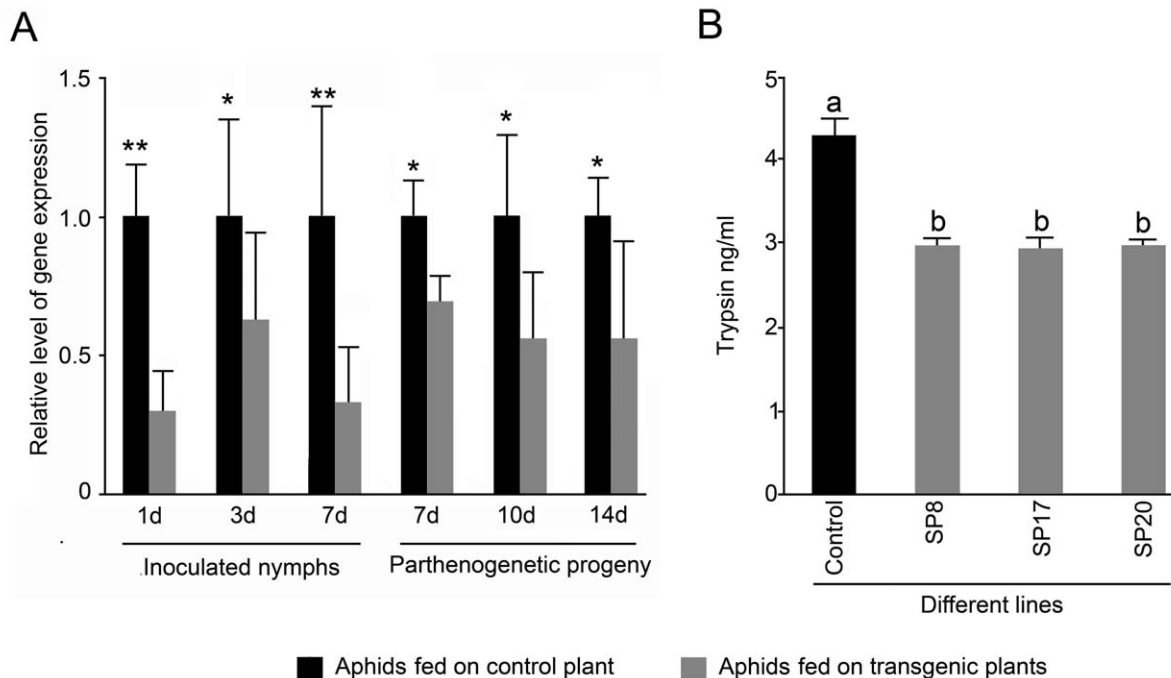 A
Relative level of gene expression
1.5
1.0
0.5
0
**
*
**
*
*
*
1d 3d 7d 7d 10d 14d
Inoculated nymphs Parthenogenetic progeny
B
Trypsin ng/ml
5
4
3
2
1
0
a
b b b
Control SP8 SP17 SP20
Different lines
Aphids fed on control plant Aphids fed on transgenic plants